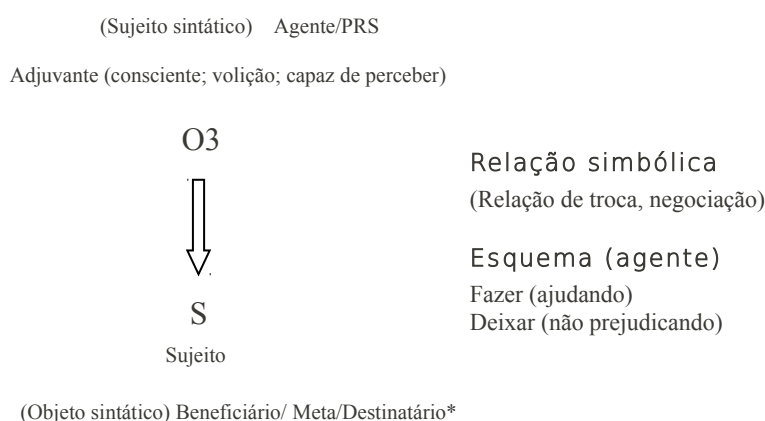 (Sujeito sintático) Agente/PRS
Adjuvante (consciente; volição; capaz de perceber)
O3
Relação simbólica
(Relação de troca, negociação)
Esquema (agente)
Fazer (ajudando)
Deixar (não prejudicando)
S
Sujeito
(Objeto sintático) Beneficiário/ Meta/Destinatário*